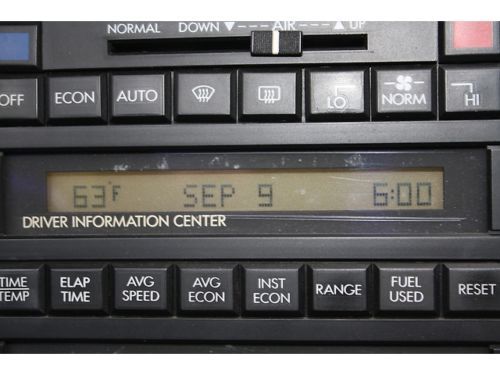 NORMAL DOWN ▼ AIR ▲ UP
OFF ECON AUTO LO NORM HI
63°F SEP 9 6:00
DRIVER INFORMATION CENTER
TIME ELAP AVG AVG INST RANGE FUEL RESET
TEMP TIME SPEED ECON ECON USED